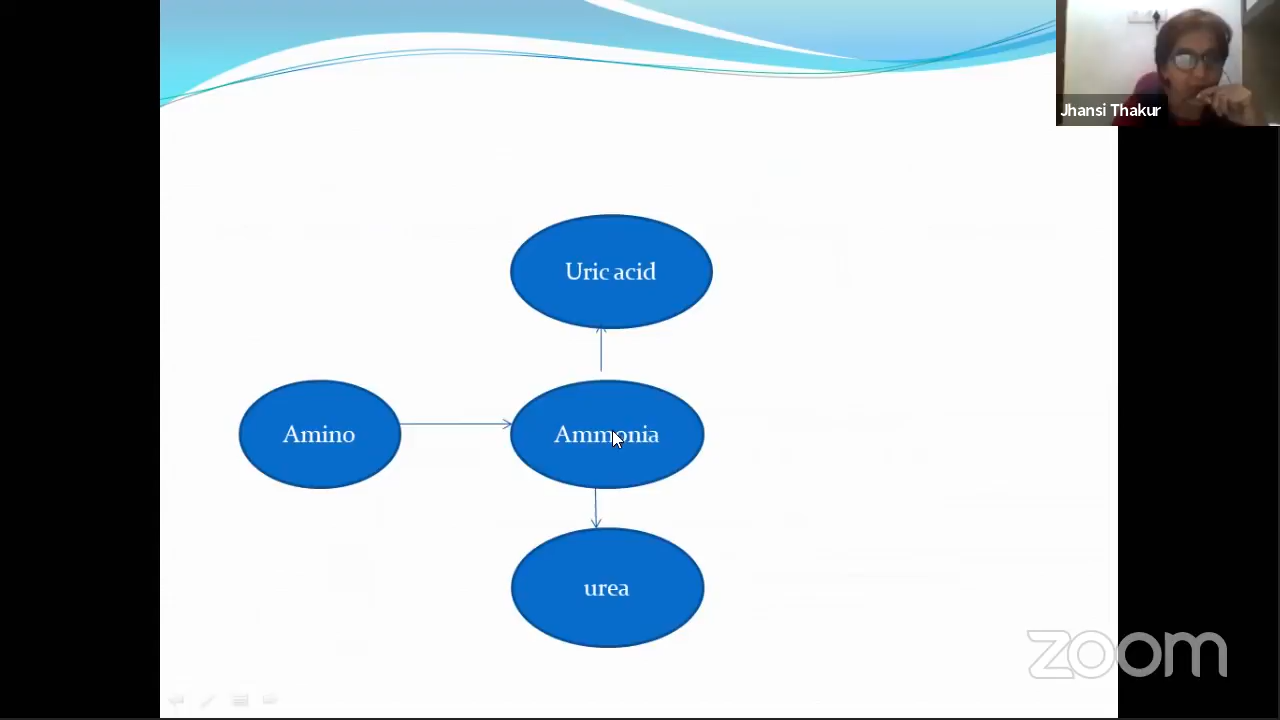 Jhansi Thakur
Uric acid
Amino
Ammonia
urea
zoom